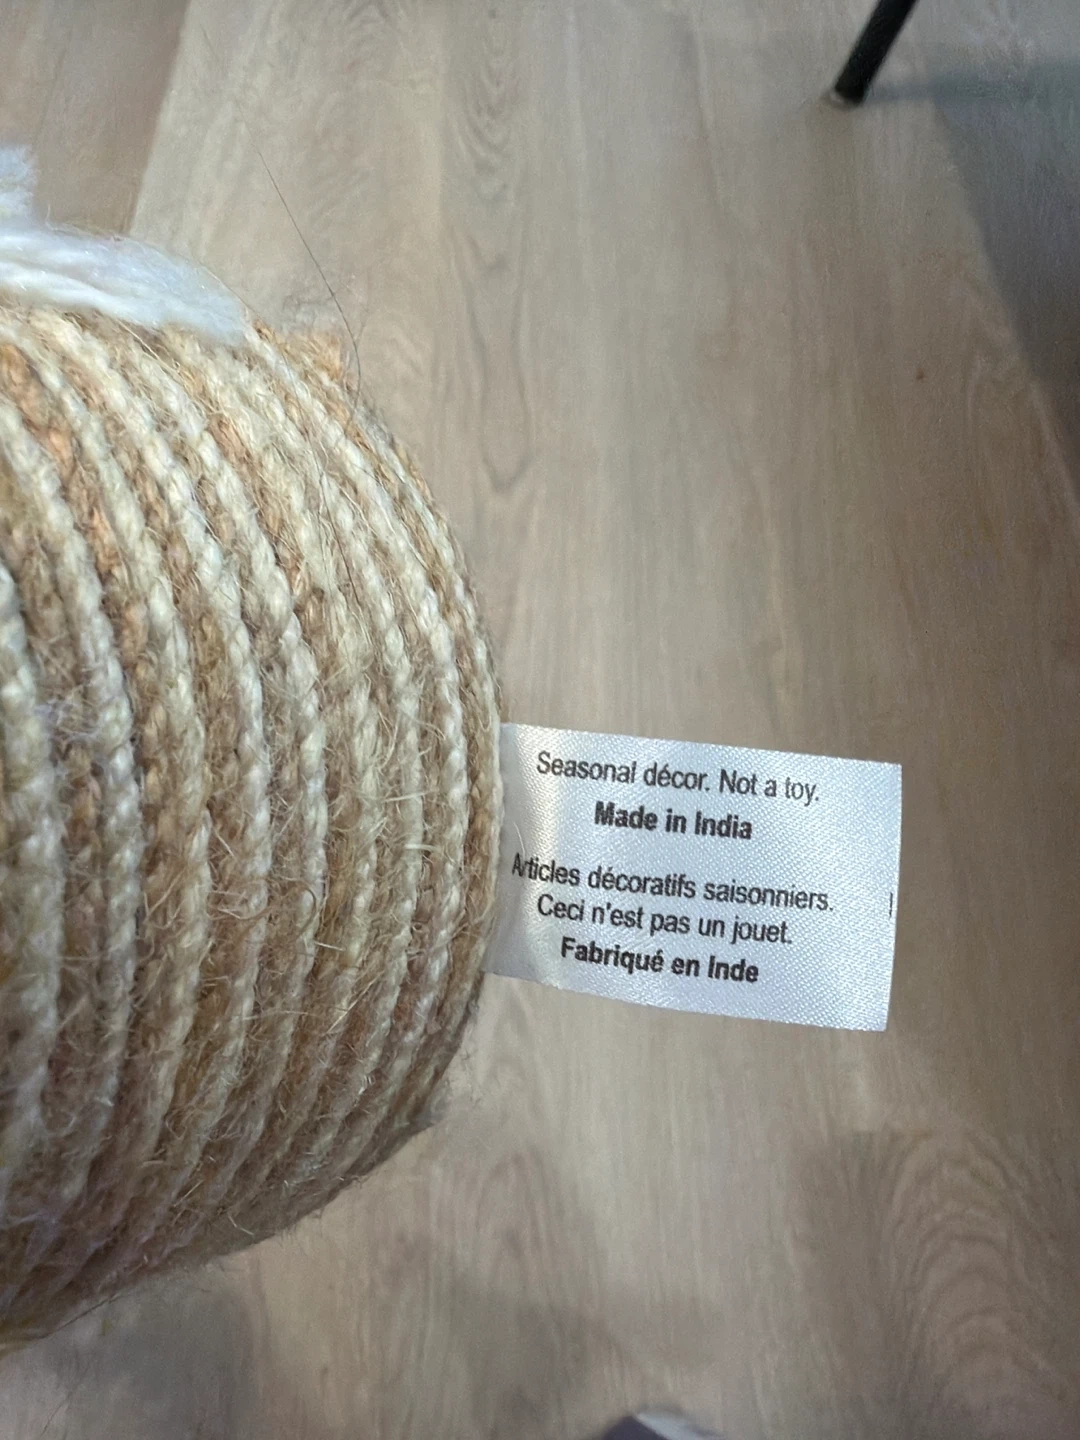 Seasonal décor. Not a toy.
Made in India
Articles décoratifs saisonniers.
Ceci n'est pas un jouet.
Fabriqué en Inde